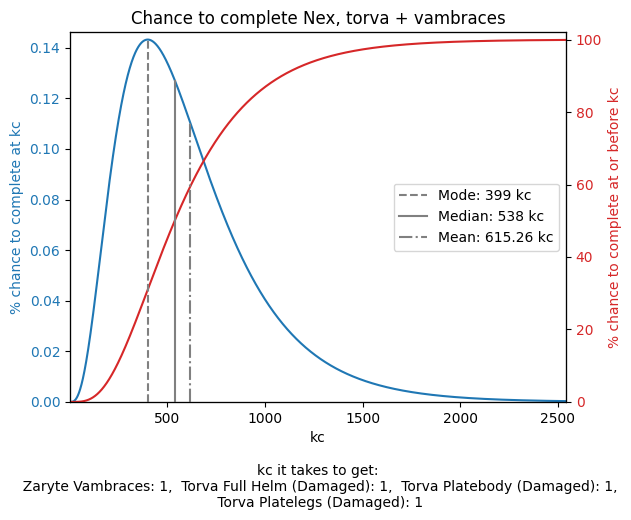 Chance to complete Nex, torva + vambraces
% chance to complete at kc
0.14
0.12
0.10
0.08
0.06
0.04
0.02
0.00
100
80
60
40
20
0
% chance to complete at or before kc
Mode: 399 kc
Median: 538 kc
Mean: 615.26 kc
500 1000 1500 2000 2500
kc
kc it takes to get:
Zaryte Vambraces: 1,  Torva Full Helm (Damaged): 1,  Torva Platebody (Damaged): 1,
Torva Platelegs (Damaged): 1